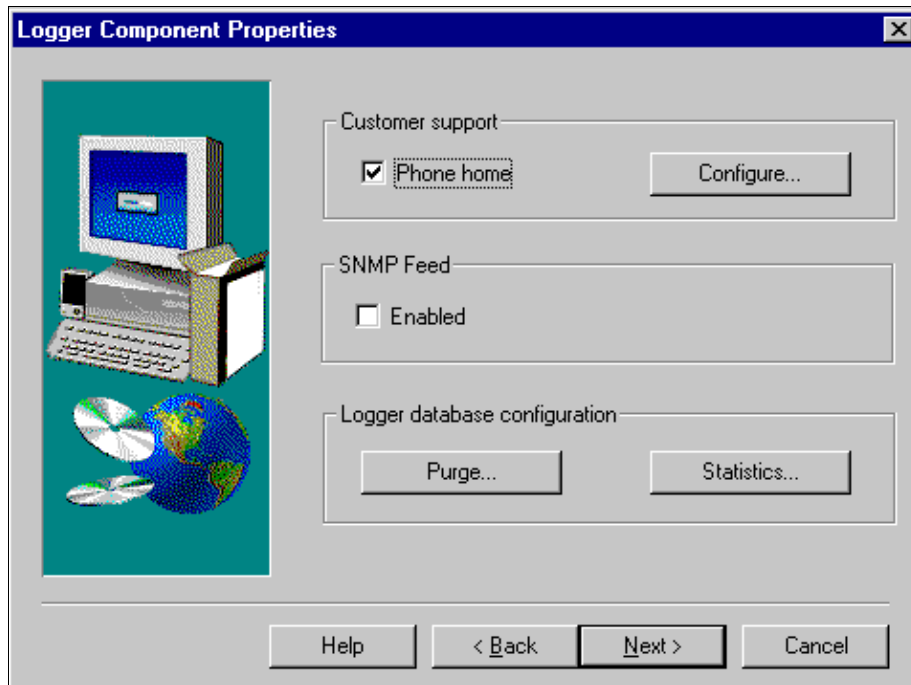 Logger Component Properties
Customer support
Phone home
Configure...
SNMP Feed
Enabled
Logger database configuration
Purge...
Statistics...
Help
< Back
Next >
Cancel